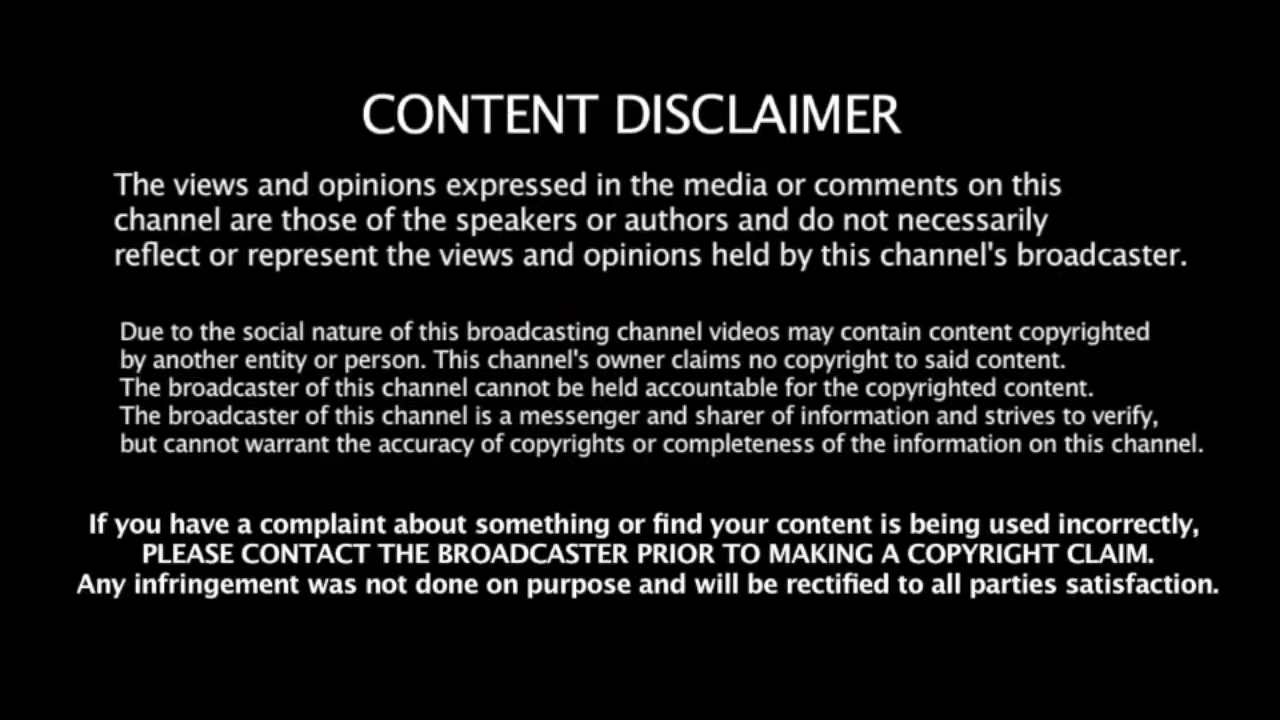 CONTENT DISCLAIMER
The views and opinions expressed in the media or comments on this
channel are those of the speakers or authors and do not necessarily
reflect or represent the views and opinions held by this channel's broadcaster.
Due to the social nature of this broadcasting channel videos may contain content copyrighted
by another entity or person. This channel's owner claims no copyright to said content.
The broadcaster of this channel cannot be held accountable for the copyrighted content.
The broadcaster of this channel is a messenger and sharer of information and strives to verify,
but cannot warrant the accuracy of copyrights or completeness of the information on this channel.
If you have a complaint about something or find your content is being used incorrectly,
PLEASE CONTACT THE BROADCASTER PRIOR TO MAKING A COPYRIGHT CLAIM.
Any infringement was not done on purpose and will be rectified to all parties satisfaction.